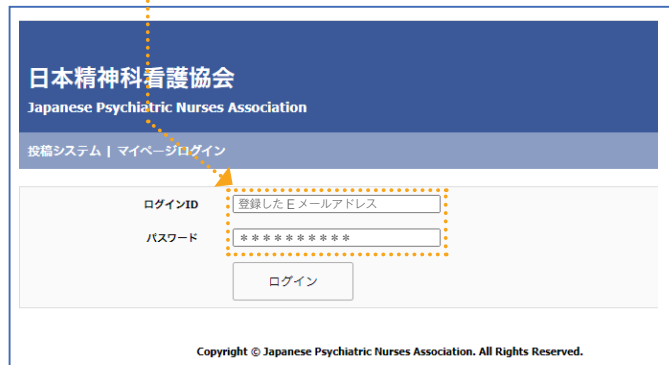 日本精神科看護協会
Japanese Psychiatric Nurses Association
投稿システム | マイページログイン
ログインID 登録したＥメールアドレス
パスワード ＊＊＊＊＊＊＊＊＊＊
ログイン
Copyright © Japanese Psychiatric Nurses Association. All Rights Reserved.